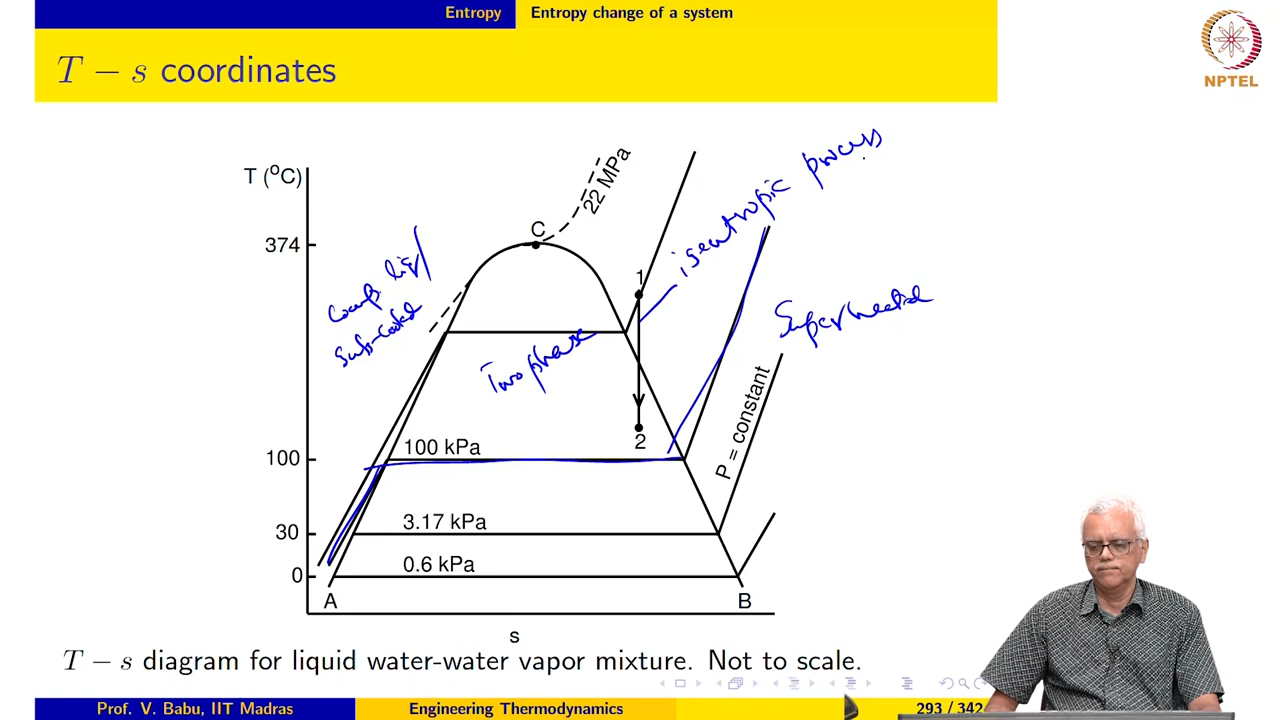 Entropy Entropy change of a system
T − s coordinates
NPTEL
T (°C)
22 MPa
isentropic process
374
C
Comp. liq/
Sub-cooled
1
Superheated
Two phase
P = constant
100 kPa
2
100
3.17 kPa
30
0.6 kPa
0
A
B
s
T − s diagram for liquid water-water vapor mixture. Not to scale.
Prof. V. Babu, IIT Madras Engineering Thermodynamics 293 / 342